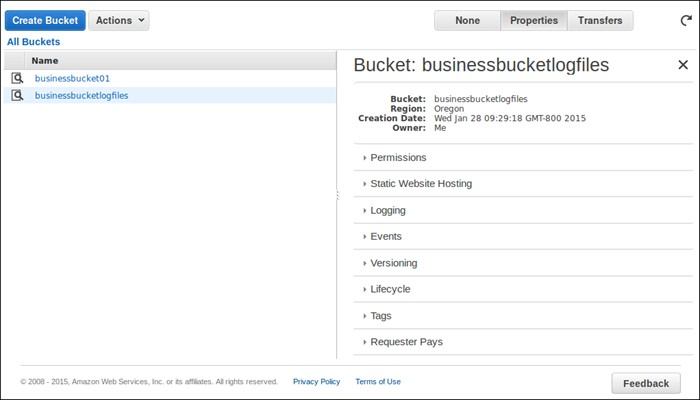 Create Bucket Actions None Properties Transfers
All Buckets
Name
businessbucket01
businessbucketlogfiles
Bucket: businessbucketlogfiles
Bucket: businessbucketlogfiles
Region: Oregon
Creation Date: Wed Jan 28 09:29:18 GMT-800 2015
Owner: Me
Permissions
Static Website Hosting
Logging
Events
Versioning
Lifecycle
Tags
Requester Pays
© 2008 - 2015, Amazon Web Services, Inc. or its affiliates. All rights reserved. Privacy Policy Terms of Use Feedback